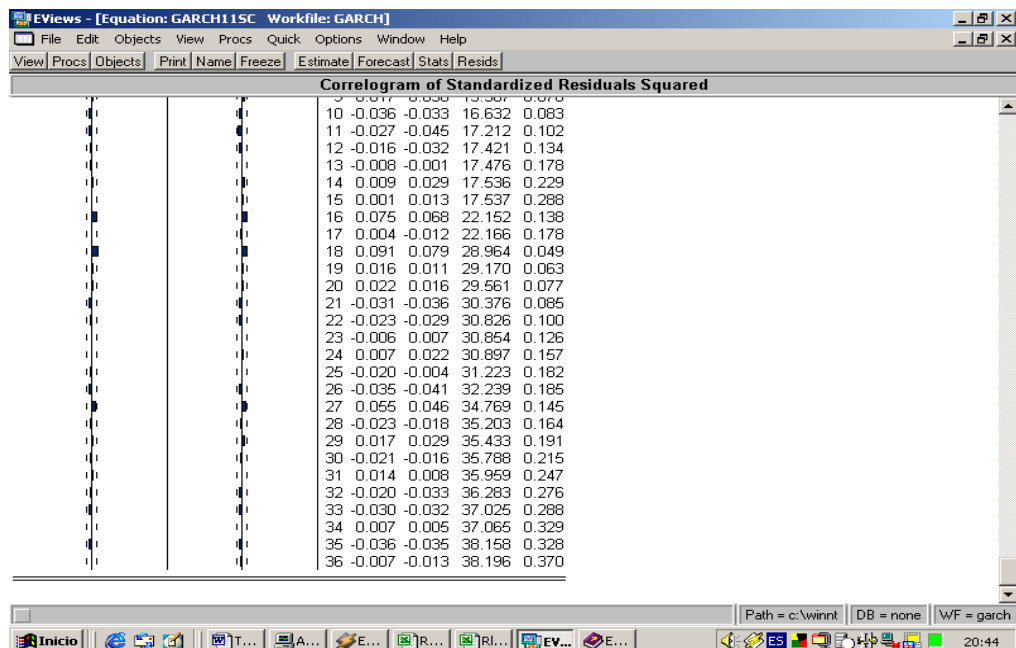 EViews - [Equation: GARCH11SC Workfile: GARCH]
File Edit Objects View Procs Quick Options Window Help
View Procs Objects Print Name Freeze Estimate Forecast Stats Resids
Correlogram of Standardized Residuals Squared
10 -0.036 -0.033 16.632 0.083
11 -0.027 -0.045 17.212 0.102
12 -0.016 -0.032 17.421 0.134
13 -0.008 -0.001 17.476 0.178
14 0.009 0.029 17.536 0.229
15 0.001 0.013 17.537 0.288
16 0.075 0.068 22.152 0.138
17 0.004 -0.012 22.166 0.178
18 0.091 0.079 28.964 0.049
19 0.016 0.011 29.170 0.063
20 0.022 0.016 29.561 0.077
21 -0.031 -0.036 30.376 0.085
22 -0.023 -0.029 30.826 0.100
23 -0.006 0.007 30.854 0.126
24 0.007 0.022 30.897 0.157
25 -0.020 -0.004 31.223 0.182
26 -0.035 -0.041 32.239 0.185
27 0.055 0.046 34.769 0.145
28 -0.023 -0.018 35.203 0.164
29 0.017 0.029 35.433 0.191
30 -0.021 -0.016 35.788 0.215
31 0.014 0.008 35.959 0.247
32 -0.020 -0.033 36.283 0.276
33 -0.030 -0.032 37.025 0.288
34 0.007 0.005 37.065 0.329
35 -0.036 -0.035 38.158 0.328
36 -0.007 -0.013 38.196 0.370
Path = c:\winnt DB = none WF = garch
Inicio T... A... E... R... Rl... EV... E... ES 20:44